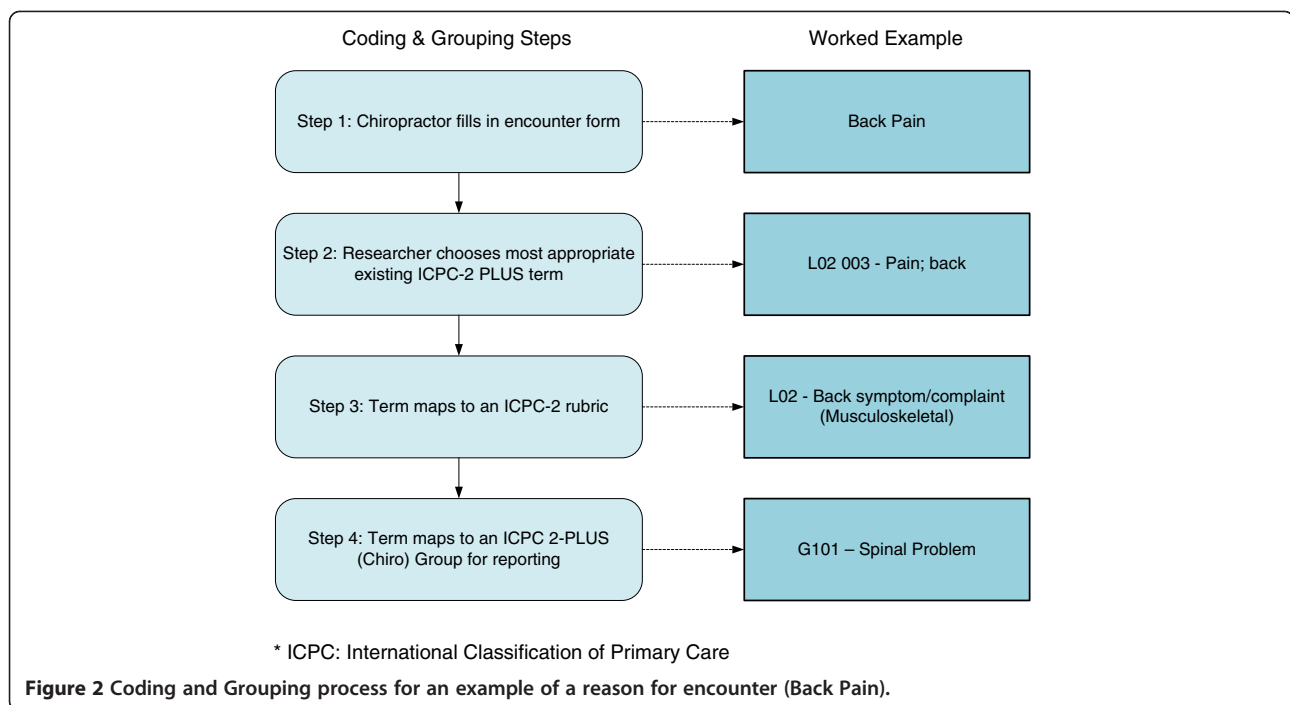 Coding & Grouping Steps
Worked Example
Step 1: Chiropractor fills in encounter form
Back Pain
Step 2: Researcher chooses most appropriate
existing ICPC-2 PLUS term
L02 003 - Pain; back
Step 3: Term maps to an ICPC-2 rubric
L02 - Back symptom/complaint
(Musculoskeletal)
Step 4: Term maps to an ICPC 2-PLUS
(Chiro) Group for reporting
G101 – Spinal Problem
* ICPC: International Classification of Primary Care
Figure 2 Coding and Grouping process for an example of a reason for encounter (Back Pain).